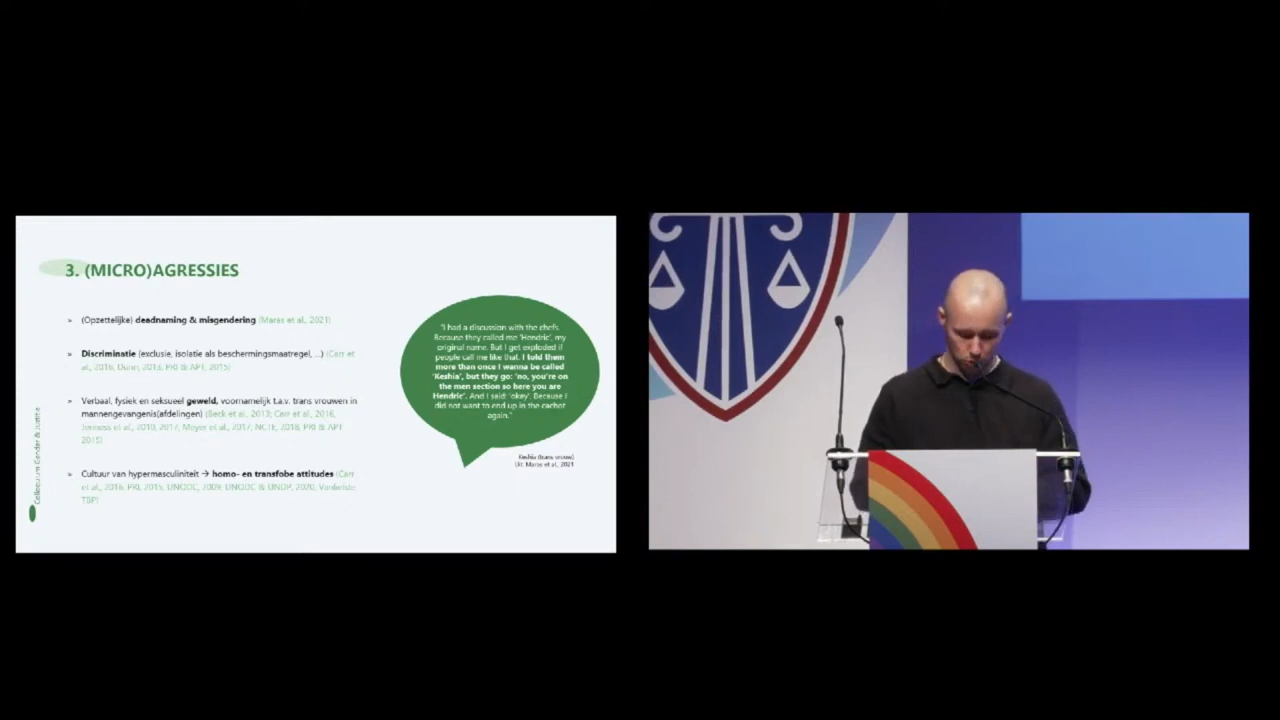 3. (MICRO)AGRESSIES
» (Opzettelijke) deadnaming & misgendering (Maras et al., 2021)
» Discriminatie (exclusie, isolatie als beschermingsmaatregel, ...) (Carr et
al., 2016, Dunn, 2013, PRI & APT, 2015)
» Verbaal, fysiek en seksueel geweld, voornamelijk t.a.v. trans vrouwen in
mannengevangenis(afdelingen) (Beck et al., 2013; Carr et al., 2016,
Jenness et al., 2010, 2017, Meyer et al., 2017, NCTE, 2018, PRI & APT
2015)
» Cultuur van hypermasculiniteit → homo- en transfobe attitudes (Carr
et al., 2016, PRI, 2015, UNODC, 2009, UNODC & UNDP, 2020, Vanhelste
TBP)
"I had a discussion with the chefs.
Because they called me 'Hendric', my
original name. But I get exploded if
people call me like that. I told them
more than once I wanna be called
'Keshia', but they go: 'no, you're on
the men section so here you are
Hendric'. And I said: 'okay'. Because I
did not want to end up in the cachot
again."
Keshia (trans vrouw)
Uit Maras et al., 2021
Colloquium Gender & Justitie